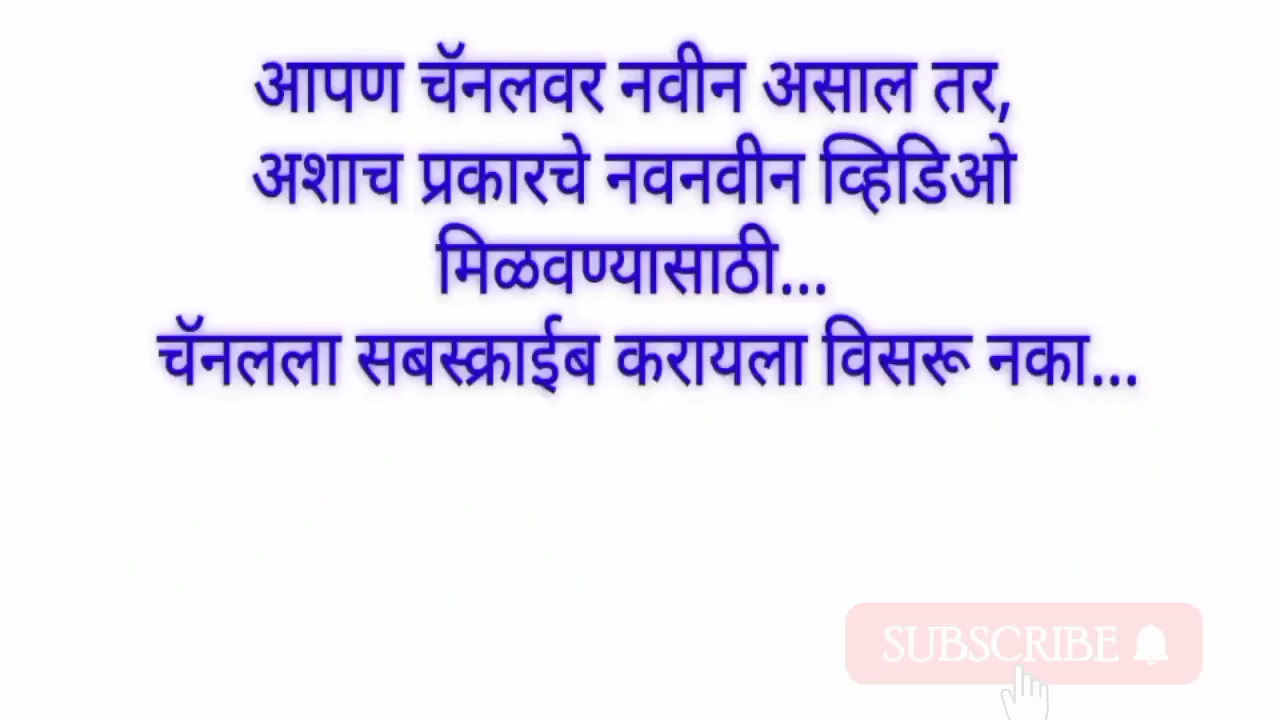 आपण चॅनलवर नवीन असाल तर,
अशाच प्रकारचे नवनवीन व्हिडिओ
मिळवण्यासाठी...
चॅनलला सबस्क्राईब करायला विसरू नका...
SUBSCRIBE